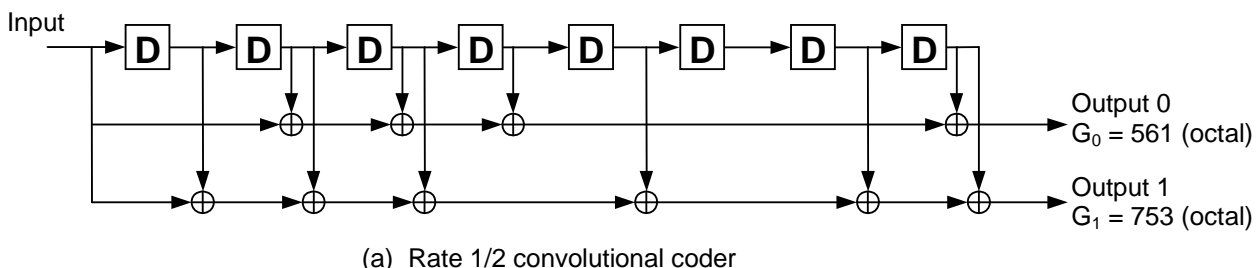 Input
D D D D D D D D
Output 0
G₀ = 561 (octal)
Output 1
G₁ = 753 (octal)
(a) Rate 1/2 convolutional coder